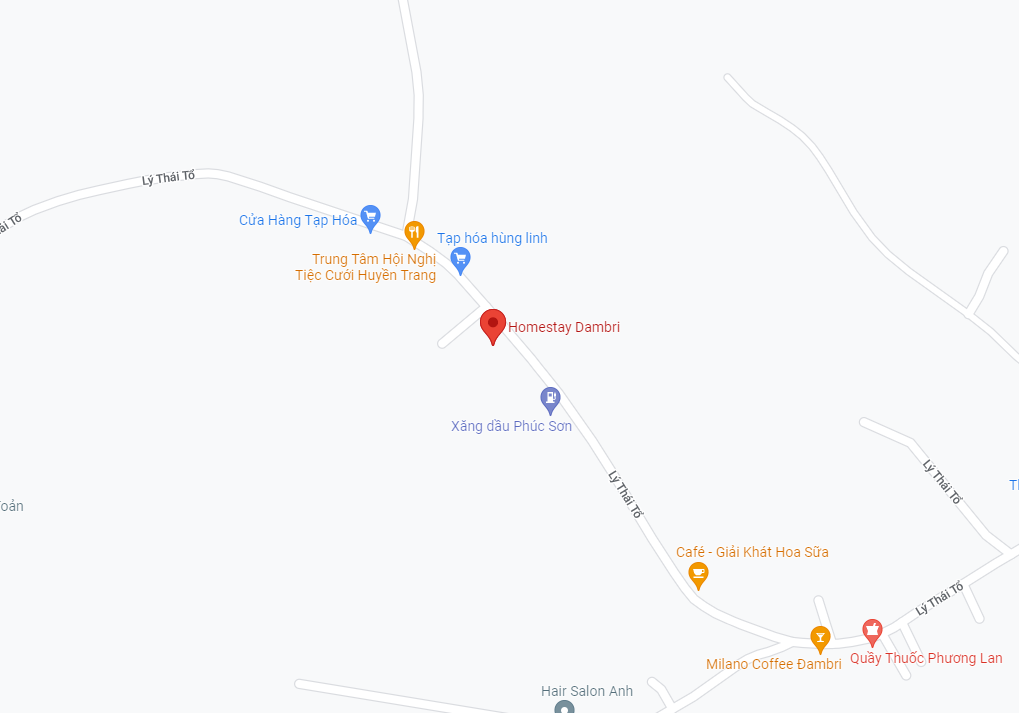 Lý Thái Tổ
ái Tổ
Cửa Hàng Tạp Hóa
Tạp hóa hùng linh
Trung Tâm Hội Nghị
Tiệc Cưới Huyền Trang
Homestay Dambri
Xăng dầu Phúc Sơn
Lý Thái Tổ
Lý Thái Tổ
oản
Café - Giải Khát Hoa Sữa
Lý Thái Tổ
Milano Coffee Đambri
Quầy Thuốc Phương Lan
Hair Salon Anh